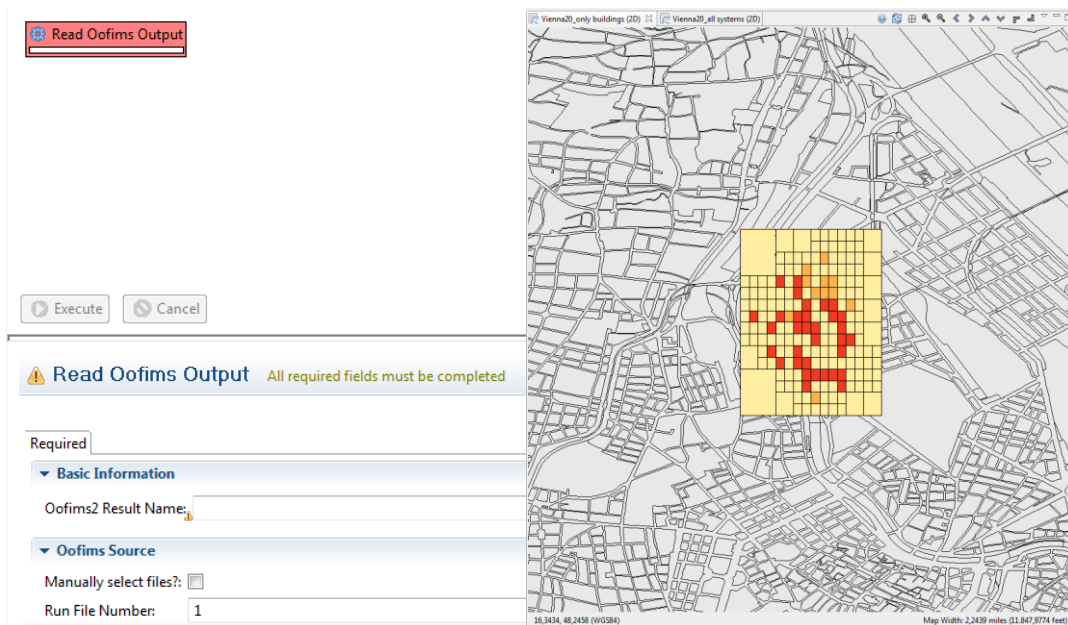 Read Oofims Output
Execute
Cancel
Read Oofims Output
All required fields must be completed
Required
Basic Information
Oofims2 Result Name:
Oofims Source
Manually select files?:
Run File Number:
1
Vienna20_only buildings (2D)
Vienna20_all systems (2D)
16,3434, 48,2458 (WGS84)
Map Width: 2,2439 miles (11.847,9774 feet)